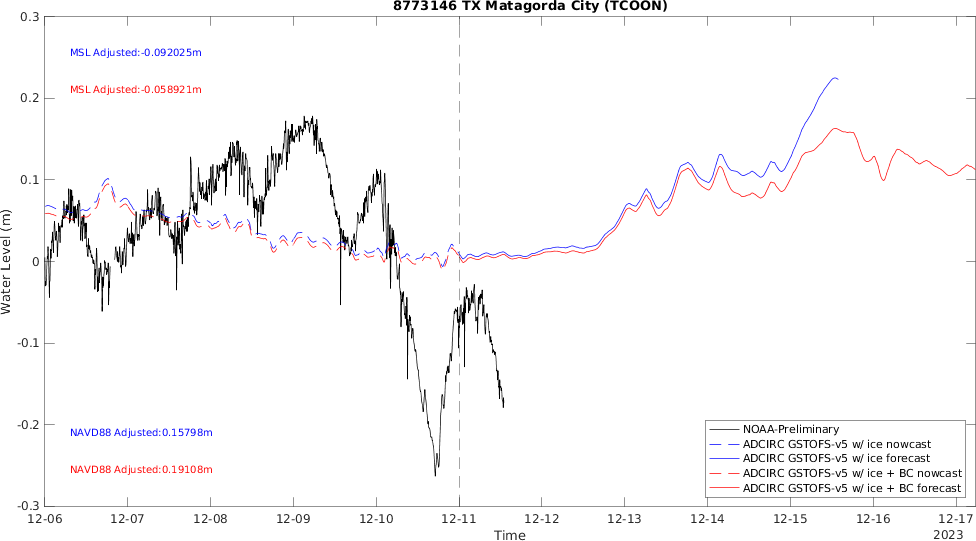 8773146 TX Matagorda City (TCOON)
0.3
0.2
0.1
0
-0.1
-0.2
-0.3
Water Level (m)
MSL Adjusted:-0.092025m
MSL Adjusted:-0.058921m
NAVD88 Adjusted:0.15798m
NAVD88 Adjusted:0.19108m
NOAA-Preliminary
ADCIRC GSTOFS-v5 w/ ice nowcast
ADCIRC GSTOFS-v5 w/ ice forecast
ADCIRC GSTOFS-v5 w/ ice + BC nowcast
ADCIRC GSTOFS-v5 w/ ice + BC forecast
12-06 12-07 12-08 12-09 12-10 12-11 12-12 12-13 12-14 12-15 12-16 12-17
Time
2023